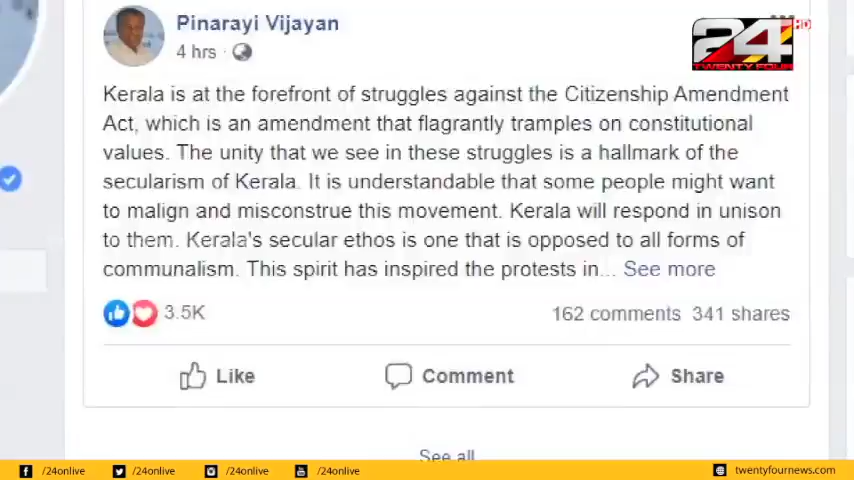 Pinarayi Vijayan
4 hrs ·
24 HD
TWENTY FOUR
Kerala is at the forefront of struggles against the Citizenship Amendment
Act, which is an amendment that flagrantly tramples on constitutional
values. The unity that we see in these struggles is a hallmark of the
secularism of Kerala. It is understandable that some people might want
to malign and misconstrue this movement. Kerala will respond in unison
to them. Kerala's secular ethos is one that is opposed to all forms of
communalism. This spirit has inspired the protests in... See more
3.5K 162 comments 341 shares
Like Comment Share
See all
/24onlive /24onlive /24onlive /24onlive twentyfournews.com